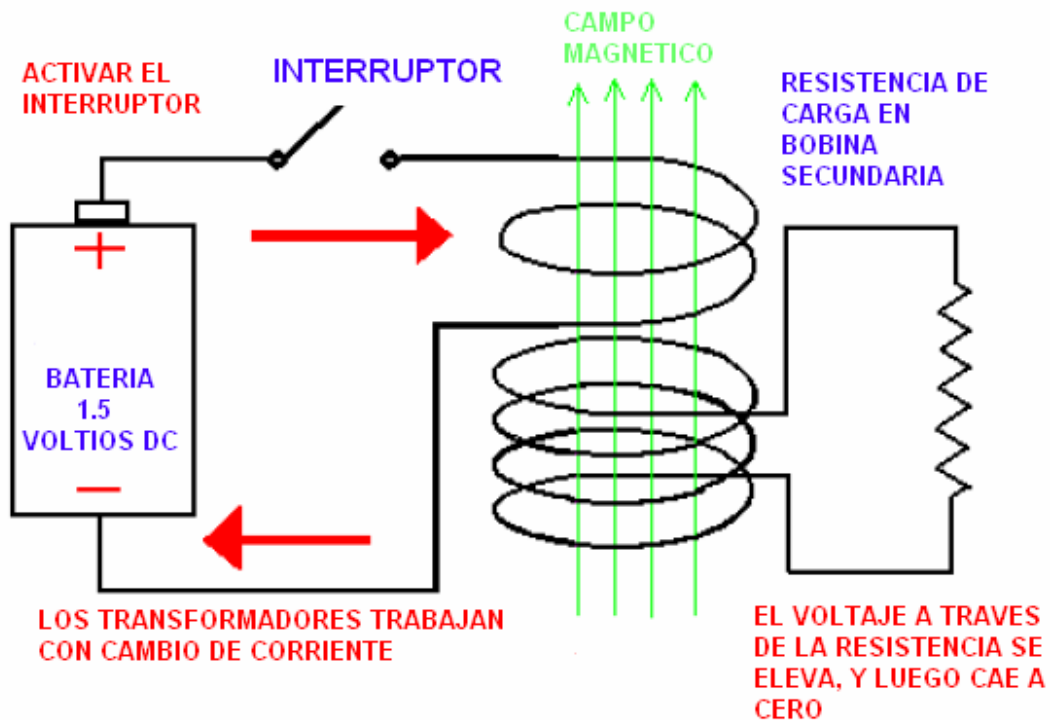 CAMPO
MAGNETICO
ACTIVAR EL
INTERRUPTOR
INTERRUPTOR
RESISTENCIA DE
CARGA EN
BOBINA
SECUNDARIA
+
BATERIA
1.5
VOLTIOS DC
−
LOS TRANSFORMADORES TRABAJAN
CON CAMBIO DE CORRIENTE
EL VOLTAJE A TRAVES
DE LA RESISTENCIA SE
ELEVA, Y LUEGO CAE A
CERO